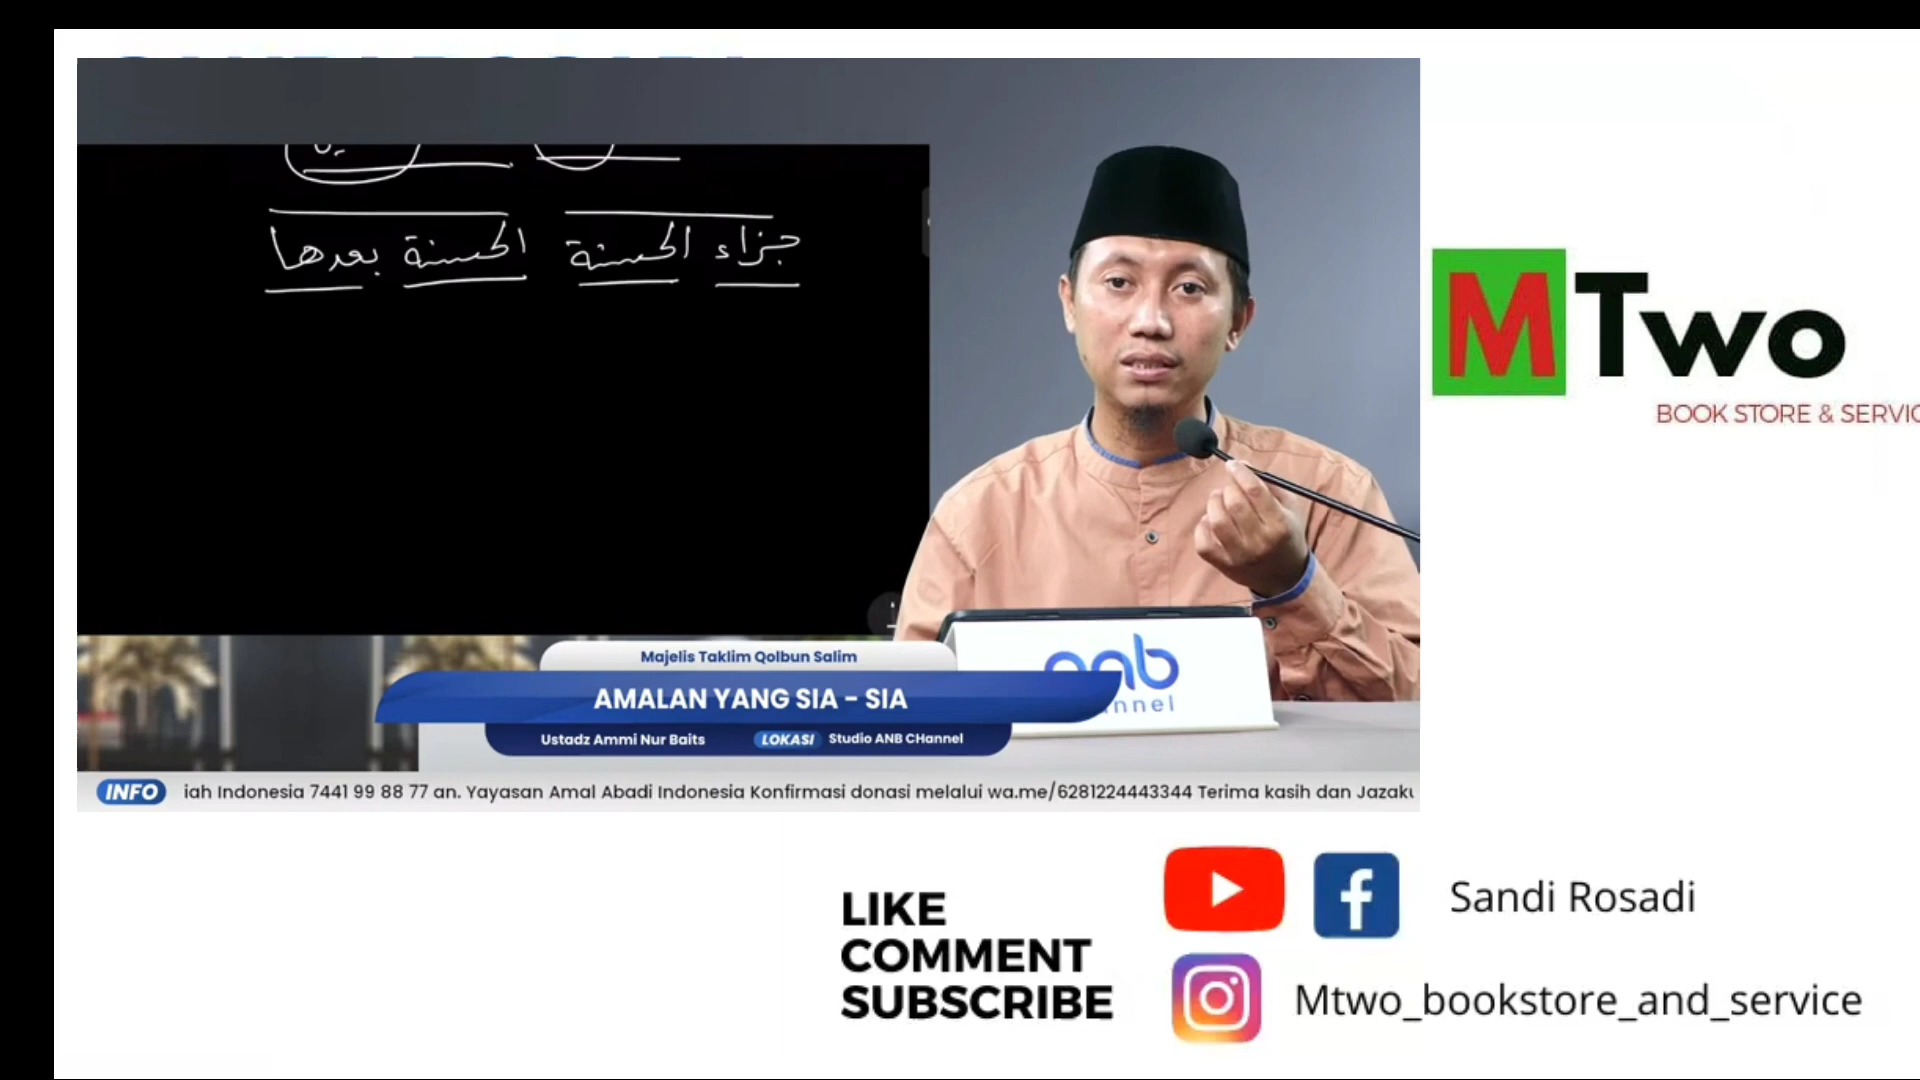 جزاء الحسنة الحسنة بعدها
MTwo
BOOK STORE & SERVIC
Majelis Taklim Qolbun Salim
AMALAN YANG SIA - SIA
Ustadz Ammi Nur Baits LOKASI Studio ANB CHannel
INFO iah Indonesia 7441 99 88 77 an. Yayasan Amal Abadi Indonesia Konfirmasi donasi melalui wa.me/6281224443344 Terima kasih dan Jazaku
LIKE
COMMENT
SUBSCRIBE
Sandi Rosadi
Mtwo_bookstore_and_service